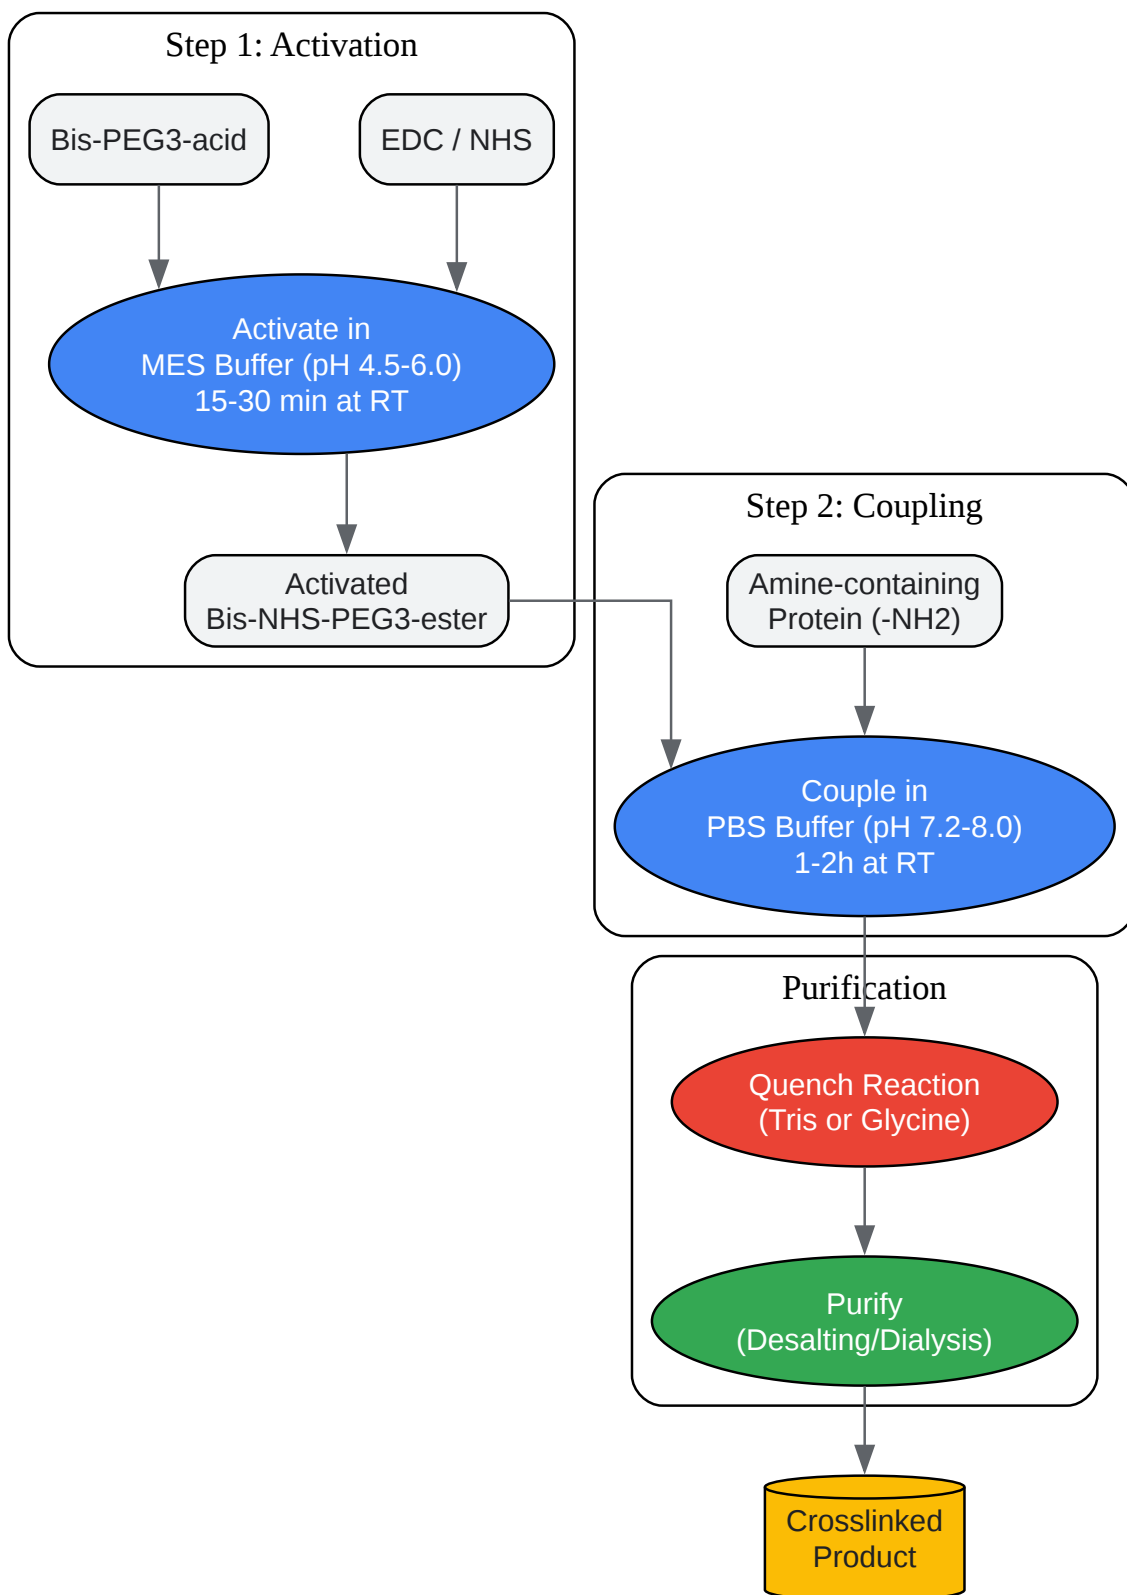 Step 1: Activation
Bis-PEG3-acid
EDC / NHS
Activate in
MES Buffer (pH 4.5-6.0)
15-30 min at RT
Activated
Bis-NHS-PEG3-ester
Step 2: Coupling
Amine-containing
Protein (-NH2)
Couple in
PBS Buffer (pH 7.2-8.0)
1-2h at RT
Purification
Quench Reaction
(Tris or Glycine)
Purify
(Desalting/Dialysis)
Crosslinked
Product